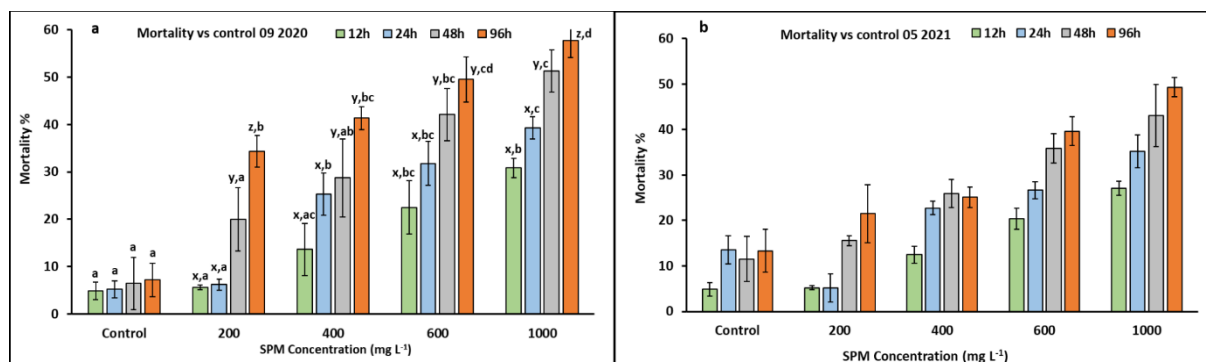 a Mortality vs control 09 2020 12h 24h 48h 96h
60
50
40
30
20
10
0
Mortality %
a a a a
x,a x,a y,a z,b
x,ac x,b y,ab y,bc
x,bc x,bc y,bc y,cd
x,b x,c y,c z,d
Control 200 400 600 1000
SPM Concentration (mg L-1)
b Mortality vs control 05 2021 12h 24h 48h 96h
60
50
40
30
20
10
0
Mortality %
Control 200 400 600 1000
SPM Concentration (mg L-1)